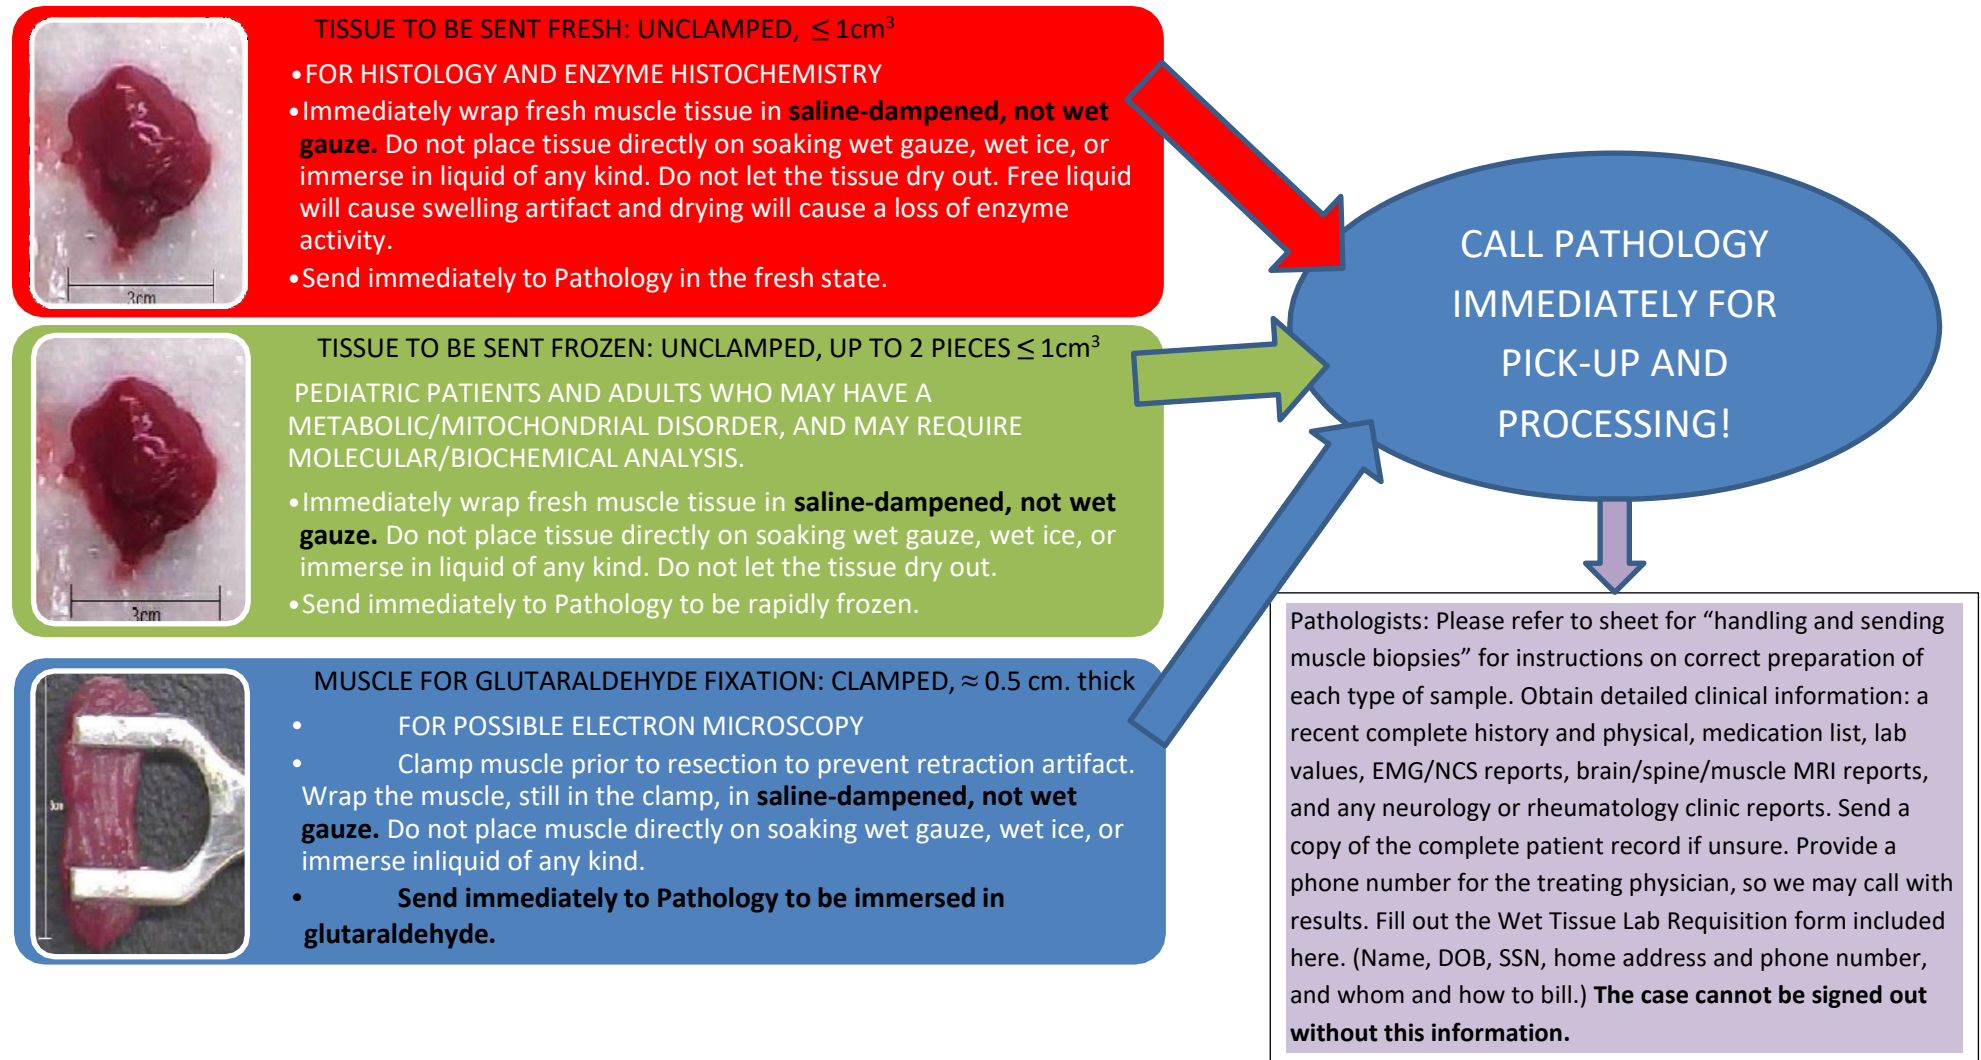 TISSUE TO BE SENT FRESH: UNCLAMPED, ≤ 1cm³
•FOR HISTOLOGY AND ENZYME HISTOCHEMISTRY
•Immediately wrap fresh muscle tissue in saline-dampened, not wet
gauze. Do not place tissue directly on soaking wet gauze, wet ice, or
immerse in liquid of any kind. Do not let the tissue dry out. Free liquid
will cause swelling artifact and drying will cause a loss of enzyme
activity.
•Send immediately to Pathology in the fresh state.
3cm
TISSUE TO BE SENT FROZEN: UNCLAMPED, UP TO 2 PIECES ≤ 1cm³
PEDIATRIC PATIENTS AND ADULTS WHO MAY HAVE A
METABOLIC/MITOCHONDRIAL DISORDER, AND MAY REQUIRE
MOLECULAR/BIOCHEMICAL ANALYSIS.
•Immediately wrap fresh muscle tissue in saline-dampened, not wet
gauze. Do not place tissue directly on soaking wet gauze, wet ice, or
immerse in liquid of any kind. Do not let the tissue dry out.
•Send immediately to Pathology to be rapidly frozen.
3cm
MUSCLE FOR GLUTARALDEHYDE FIXATION: CLAMPED, ≈ 0.5 cm. thick
• FOR POSSIBLE ELECTRON MICROSCOPY
• Clamp muscle prior to resection to prevent retraction artifact.
Wrap the muscle, still in the clamp, in saline-dampened, not wet
gauze. Do not place muscle directly on soaking wet gauze, wet ice, or
immerse inliquid of any kind.
• Send immediately to Pathology to be immersed in
glutaraldehyde.
3cm
CALL PATHOLOGY
IMMEDIATELY FOR
PICK-UP AND
PROCESSING!
Pathologists: Please refer to sheet for “handling and sending
muscle biopsies” for instructions on correct preparation of
each type of sample. Obtain detailed clinical information: a
recent complete history and physical, medication list, lab
values, EMG/NCS reports, brain/spine/muscle MRI reports,
and any neurology or rheumatology clinic reports. Send a
copy of the complete patient record if unsure. Provide a
phone number for the treating physician, so we may call with
results. Fill out the Wet Tissue Lab Requisition form included
here. (Name, DOB, SSN, home address and phone number,
and whom and how to bill.) The case cannot be signed out
without this information.